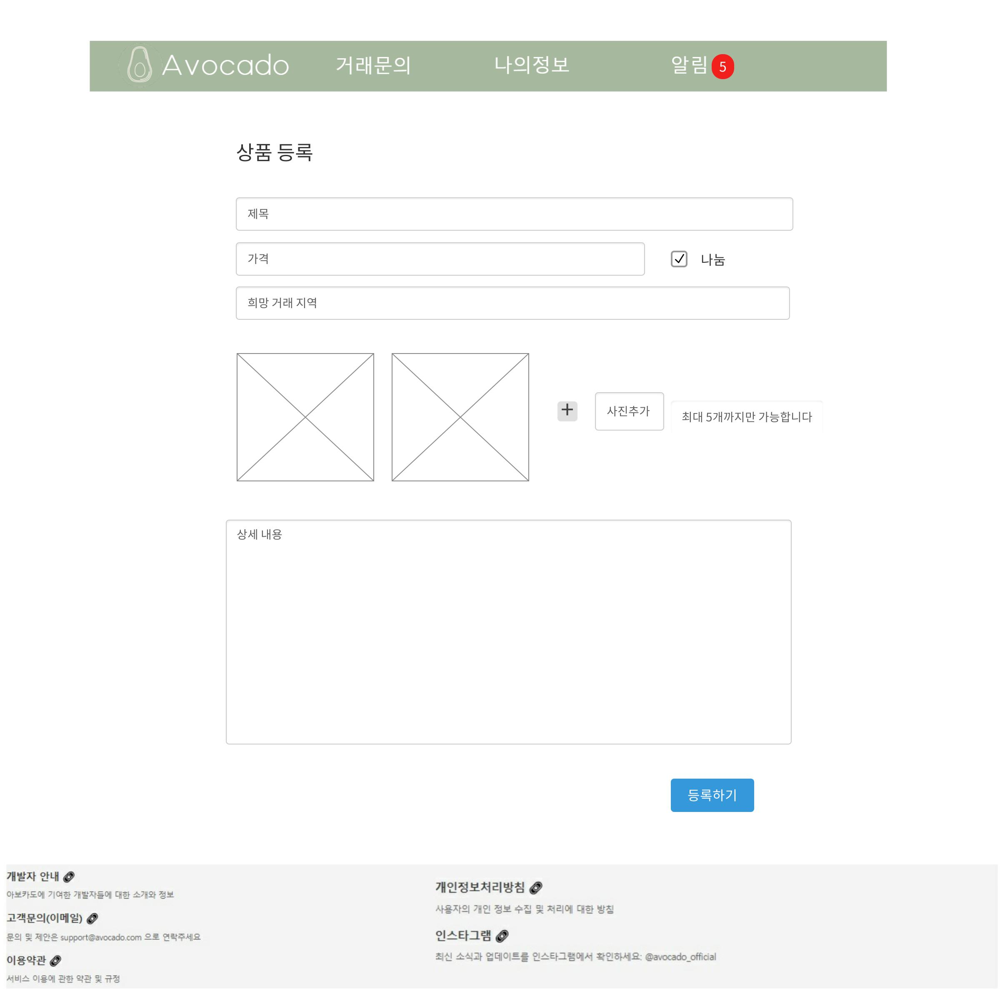 Avocado 거래문의 나의정보 알림 5
상품 등록
제목
가격
나눔
희망 거래 지역
+ 사진추가 최대 5개까지만 가능합니다
상세 내용
등록하기
개발자 안내
아보카도에 기여한 개발자들에 대한 소개와 정보
고객문의(이메일)
문의 및 제안은 support@avocado.com 으로 연락주세요
이용약관
서비스 이용에 관한 약관 및 규정
개인정보처리방침
사용자의 개인 정보 수집 및 처리에 대한 방침
인스타그램
최신 소식과 업데이트를 인스타그램에서 확인하세요: @avocado_official